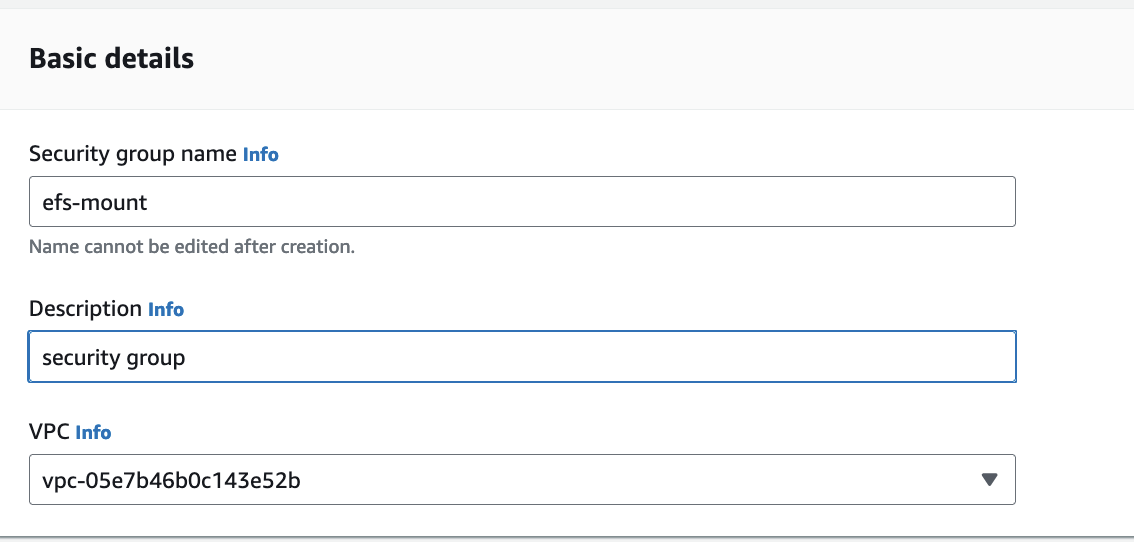 Basic details
Security group name Info
efs-mount
Name cannot be edited after creation.
Description Info
security group
VPC Info
vpc-05e7b46b0c143e52b